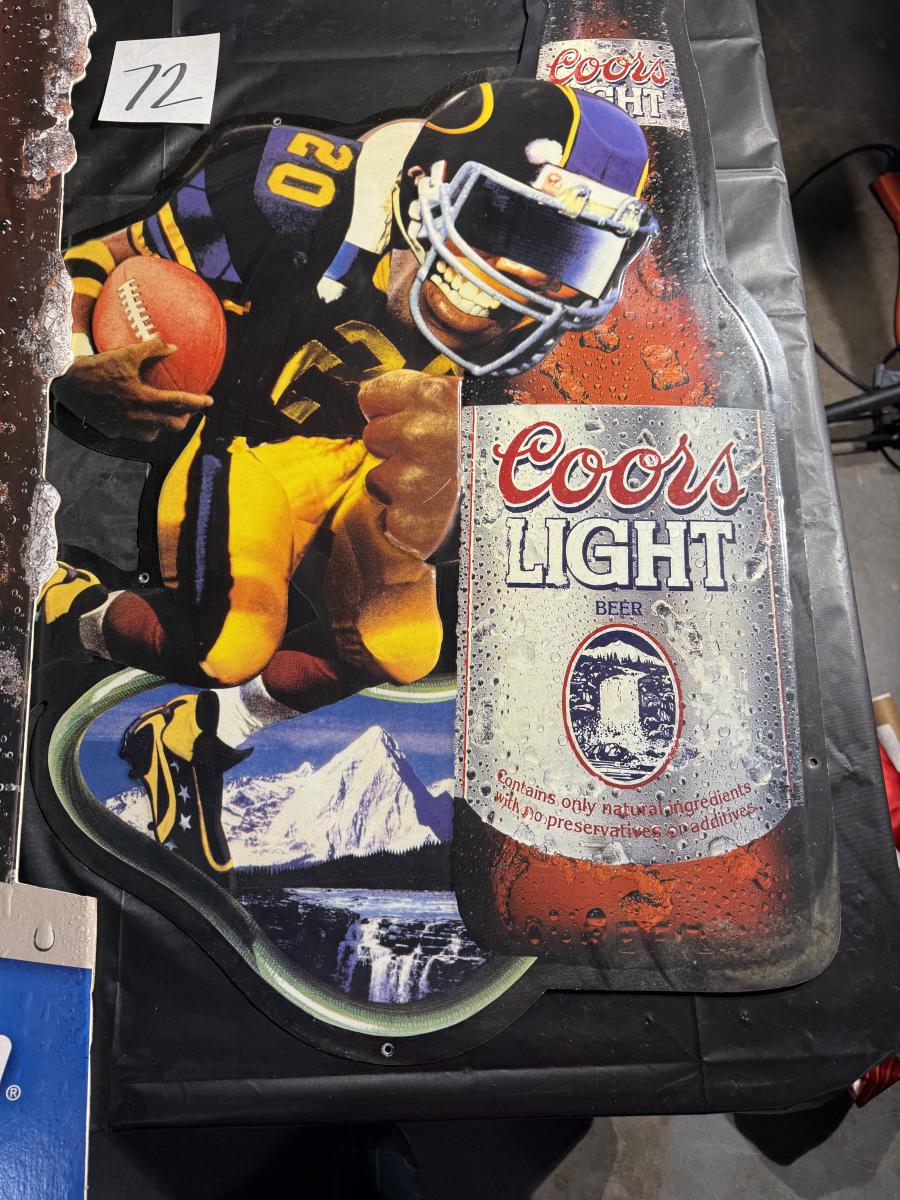 72
Coors
LIGHT
20
Coors
LIGHT
BEER
Contains only natural ingredients
with no preservatives or additives.
®